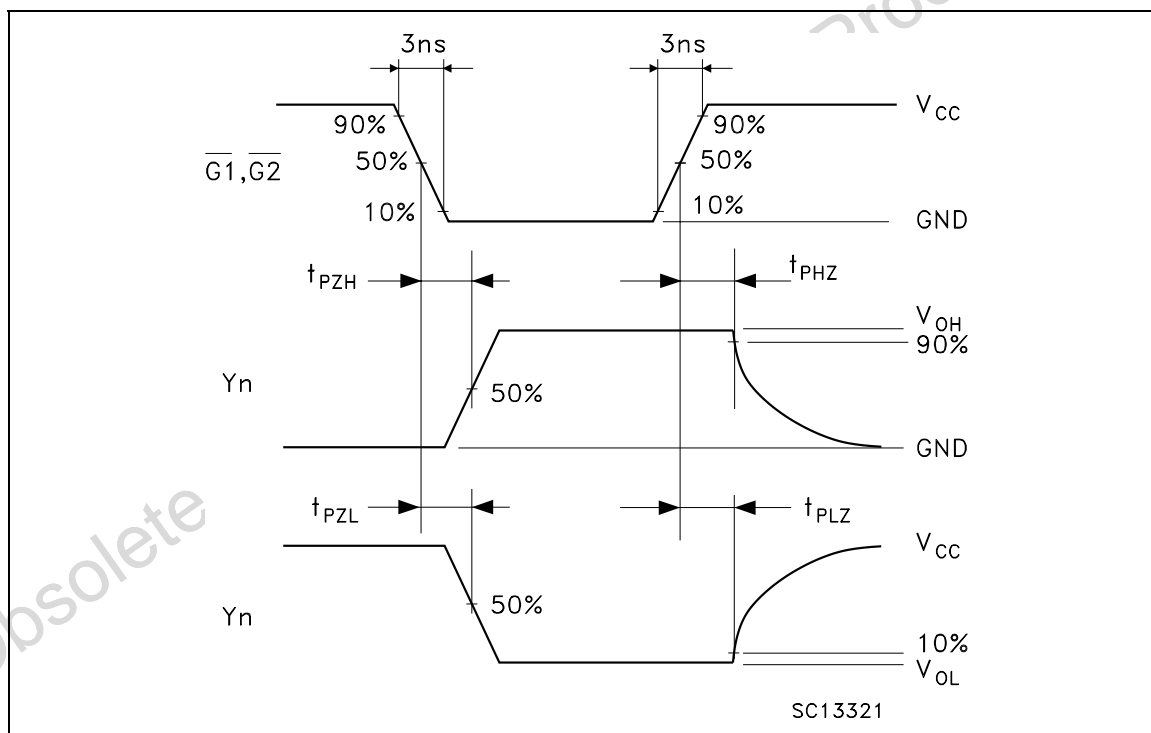 3ns 3ns
V_CC
90% 90%
50% 50%
G1,G2
10% 10%
GND
t_PZH t_PHZ
V_OH
90%
Yn
50%
GND
t_PZL t_PLZ
V_CC
Yn
50%
10%
V_OL
SC13321
bsolete